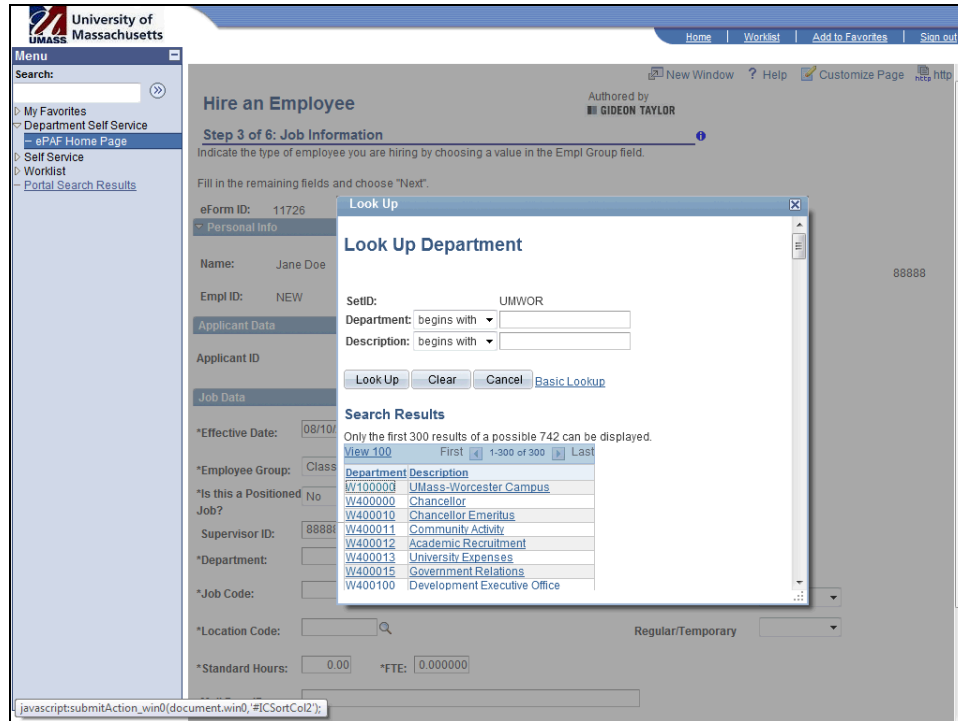 University of
UMASS Massachusetts
Home | Worklist | Add to Favorites | Sign out
Menu
Search:
My Favorites
Department Self Service
– ePAF Home Page
Self Service
Worklist
– Portal Search Results
New Window ? Help Customize Page http
Hire an Employee
Authored by
GIDEON TAYLOR
Step 3 of 6: Job Information
Indicate the type of employee you are hiring by choosing a value in the Empl Group field.
Fill in the remaining fields and choose "Next".
eForm ID: 11726
Personal Info
Name: Jane Doe
88888
Empl ID: NEW
Applicant Data
Applicant ID
Job Data
*Effective Date: 08/10/
*Employee Group: Class
*Is this a Positioned Job? No
Supervisor ID: 8888
*Department:
*Job Code:
*Location Code:
Regular/Temporary
*Standard Hours: 0.00 *FTE: 0.000000
Look Up
Look Up Department
SetID: UMWOR
Department: begins with
Description: begins with
Look Up Clear Cancel Basic Lookup
Search Results
Only the first 300 results of a possible 742 can be displayed.
View 100 First 1-300 of 300 Last
Department Description
W100000 UMass-Worcester Campus
W400000 Chancellor
W400010 Chancellor Emeritus
W400011 Community Activity
W400012 Academic Recruitment
W400013 University Expenses
W400015 Government Relations
W400100 Development Executive Office
javascript:submitAction_win0(document.win0,'#ICSortCol2');